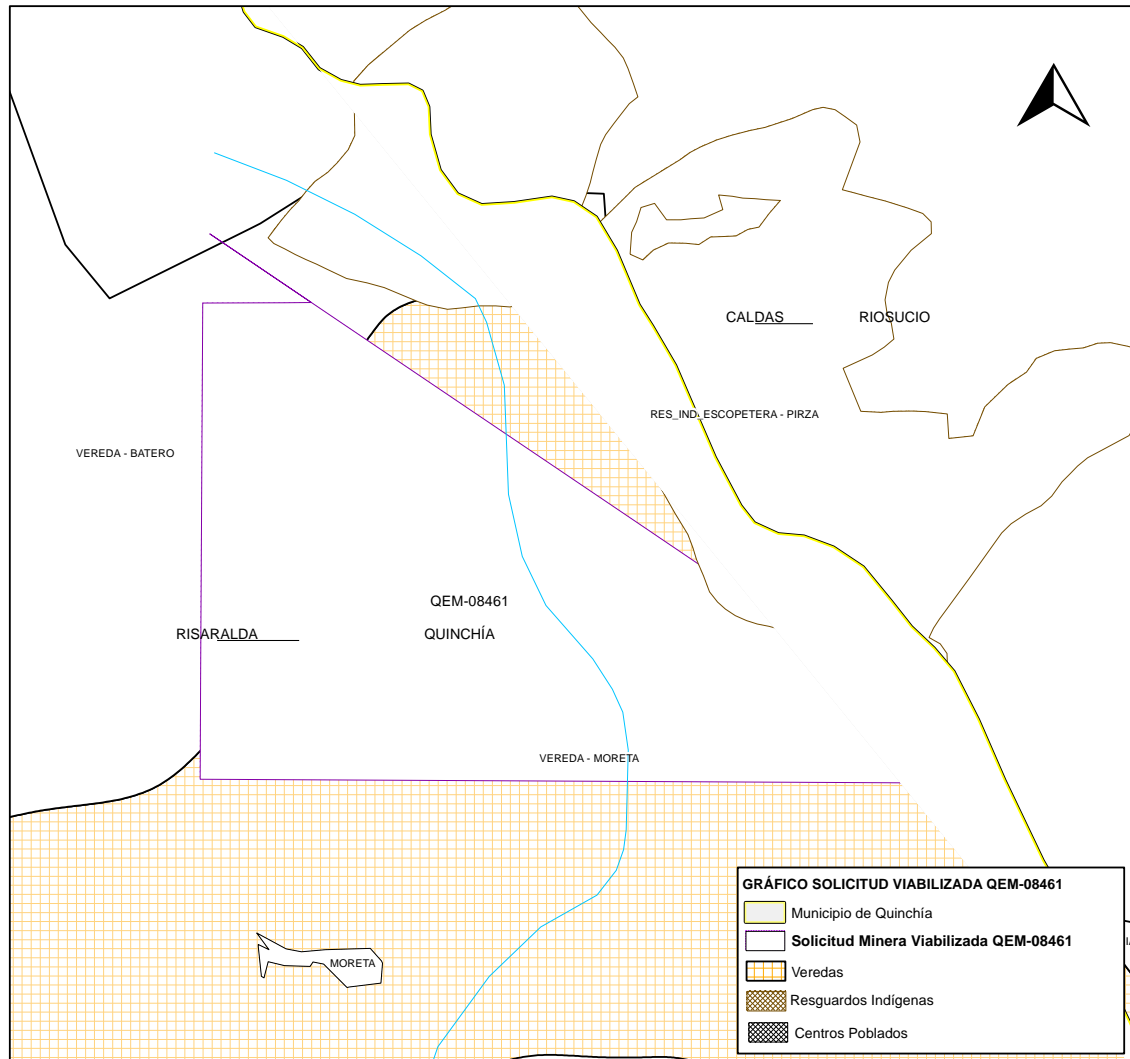 CALDAS
RIOSUCIO
RES_IND_ESCOPETERA - PIRZA
VEREDA - BATERO
QEM-08461
RISARALDA
QUINCHÍA
VEREDA - MORETA
MORETA
GRÁFICO SOLICITUD VIABILIZADA QEM-08461
Municipio de Quinchía
Solicitud Minera Viabilizada QEM-08461
Veredas
Resguardos Indígenas
Centros Poblados